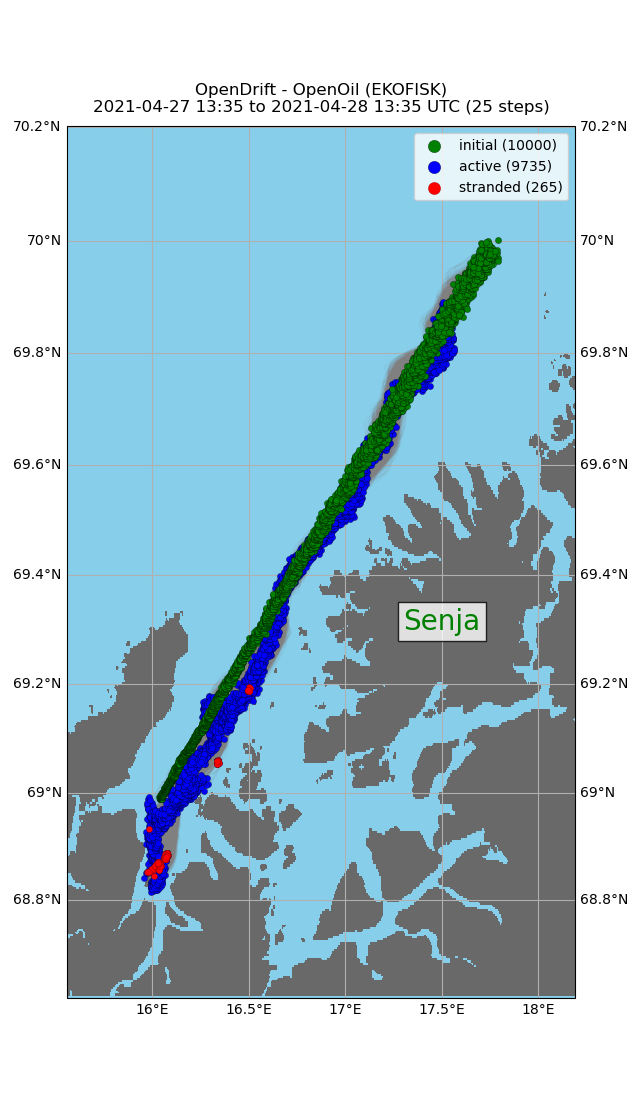 OpenDrift - OpenOil (EKOFISK)
2021-04-27 13:35 to 2021-04-28 13:35 UTC (25 steps)
70.2°N 70.2°N
initial (10000)
active (9735)
stranded (265)
70°N 70°N
69.8°N 69.8°N
69.6°N 69.6°N
69.4°N 69.4°N
Senja
69.2°N 69.2°N
69°N 69°N
68.8°N 68.8°N
16°E 16.5°E 17°E 17.5°E 18°E